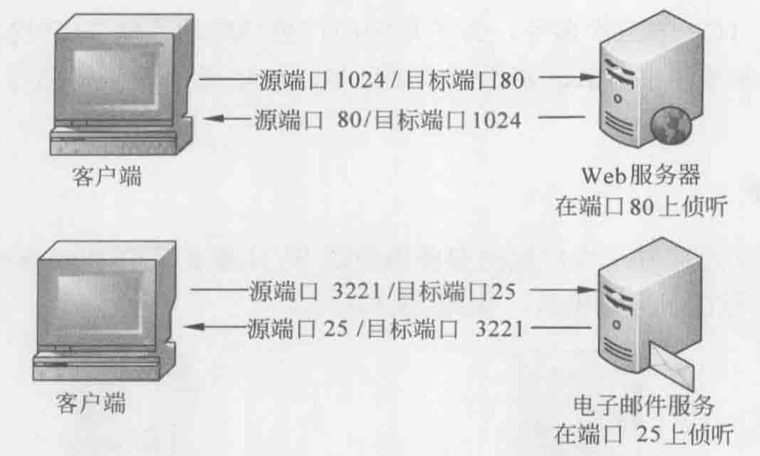 源端口 1024/目标端口80
源端口 80/目标端口1024
客户端
Web服务器
在端口80上侦听
源端口 3221/目标端口25
源端口25 /目标端口 3221
客户端
电子邮件服务
在端口 25上侦听